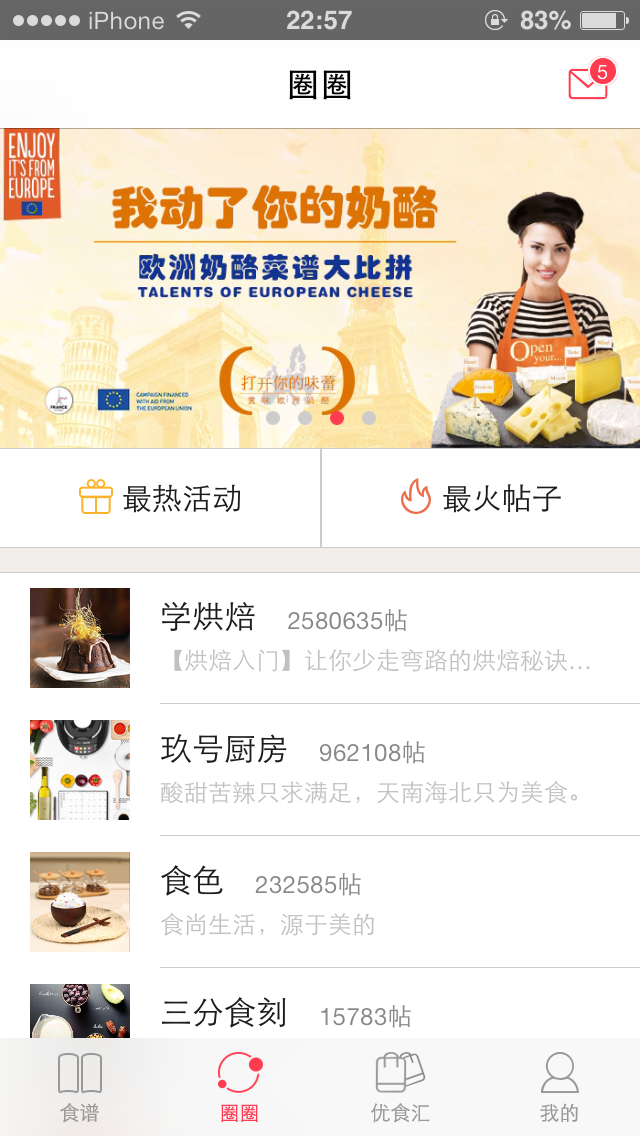 iPhone
22:57
83%
圈圈
5
ENJOY
IT'S FROM
EUROPE
我动了你的奶酪
欧洲奶酪菜谱大比拼
TALENTS OF EUROPEAN CHEESE
Open
your...
打开你的味蕾
赏味欧洲奶酪
FRANCE
CAMPAIGN FINANCED
WITH AID FROM
THE EUROPEAN UNION
最热活动
最火帖子
学烘焙 2580635帖
【烘焙入门】让你少走弯路的烘焙秘诀…
玖号厨房 962108帖
酸甜苦辣只求满足，天南海北只为美食。
食色 232585帖
食尚生活，源于美的
三分食刻 15783帖
食谱
圈圈
优食汇
我的